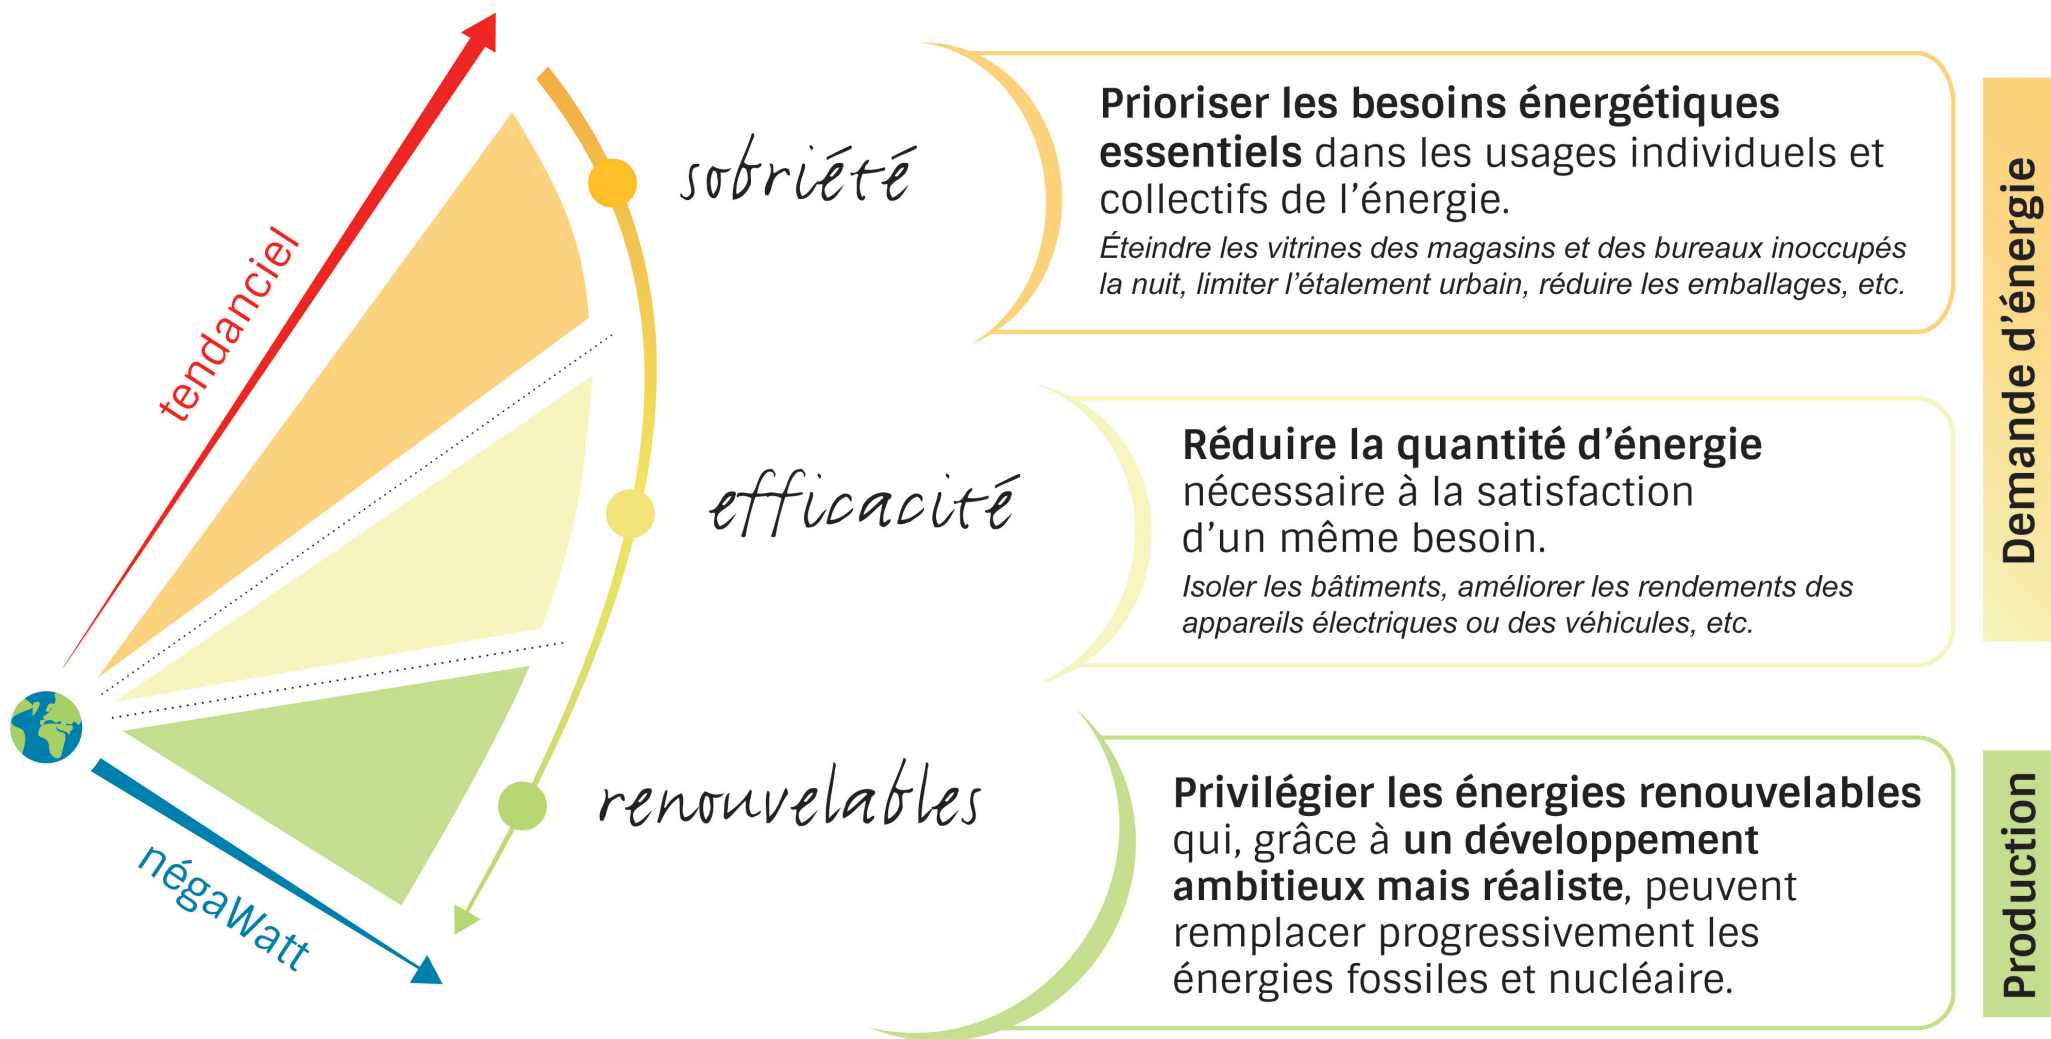 tendanciel
négaWatt
sobriété
Prioriser les besoins énergétiques
essentiels dans les usages individuels et
collectifs de l’énergie.
Éteindre les vitrines des magasins et des bureaux inoccupés
la nuit, limiter l’étalement urbain, réduire les emballages, etc.
efficacité
Réduire la quantité d’énergie
nécessaire à la satisfaction
d’un même besoin.
Isoler les bâtiments, améliorer les rendements des
appareils électriques ou des véhicules, etc.
Demande d’énergie
renouvelables
Privilégier les énergies renouvelables
qui, grâce à un développement
ambitieux mais réaliste, peuvent
remplacer progressivement les
énergies fossiles et nucléaire.
Production